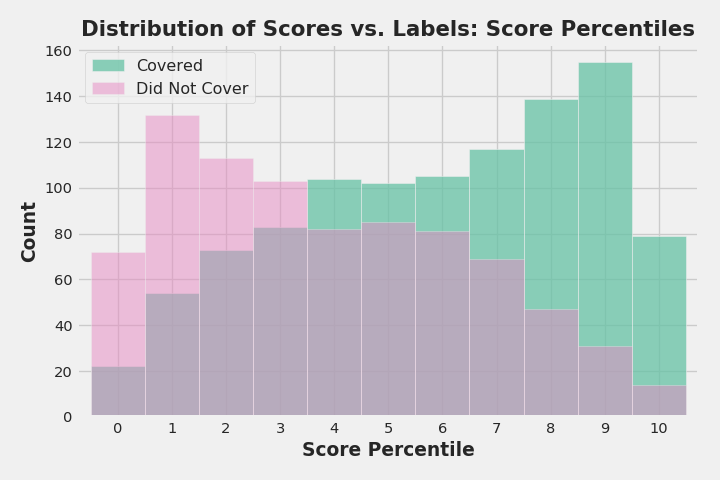 Distribution of Scores vs. Labels: Score Percentiles
Covered
Did Not Cover
160
140
120
100
80
60
40
20
0
Count
0 1 2 3 4 5 6 7 8 9 10
Score Percentile